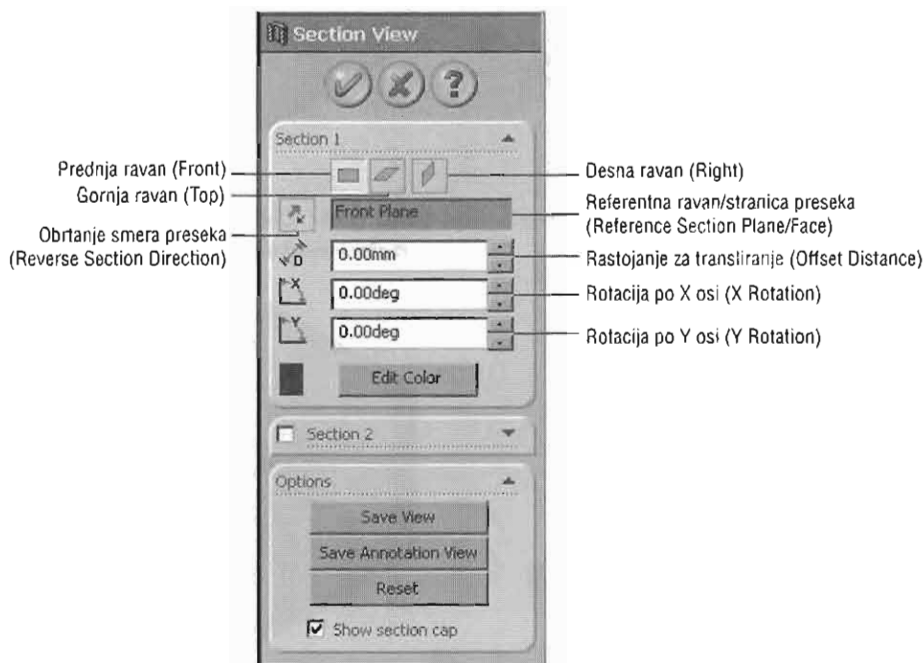 Section View
Section 1
Prednja ravan (Front)
Gornja ravan (Top)
Desna ravan (Right)
Front Plane
Referentna ravan/stranica preseka
(Reference Section Plane/Face)
Obrtanje smera preseka
(Reverse Section Direction)
D
0.00mm
Rastojanje za transliranje (Offset Distance)
X
0.00deg
Rotacija po X osi (X Rotation)
Y
0.00deg
Rotacija po Y osi (Y Rotation)
Edit Color
Section 2
Options
Save View
Save Annotation View
Reset
Show section cap